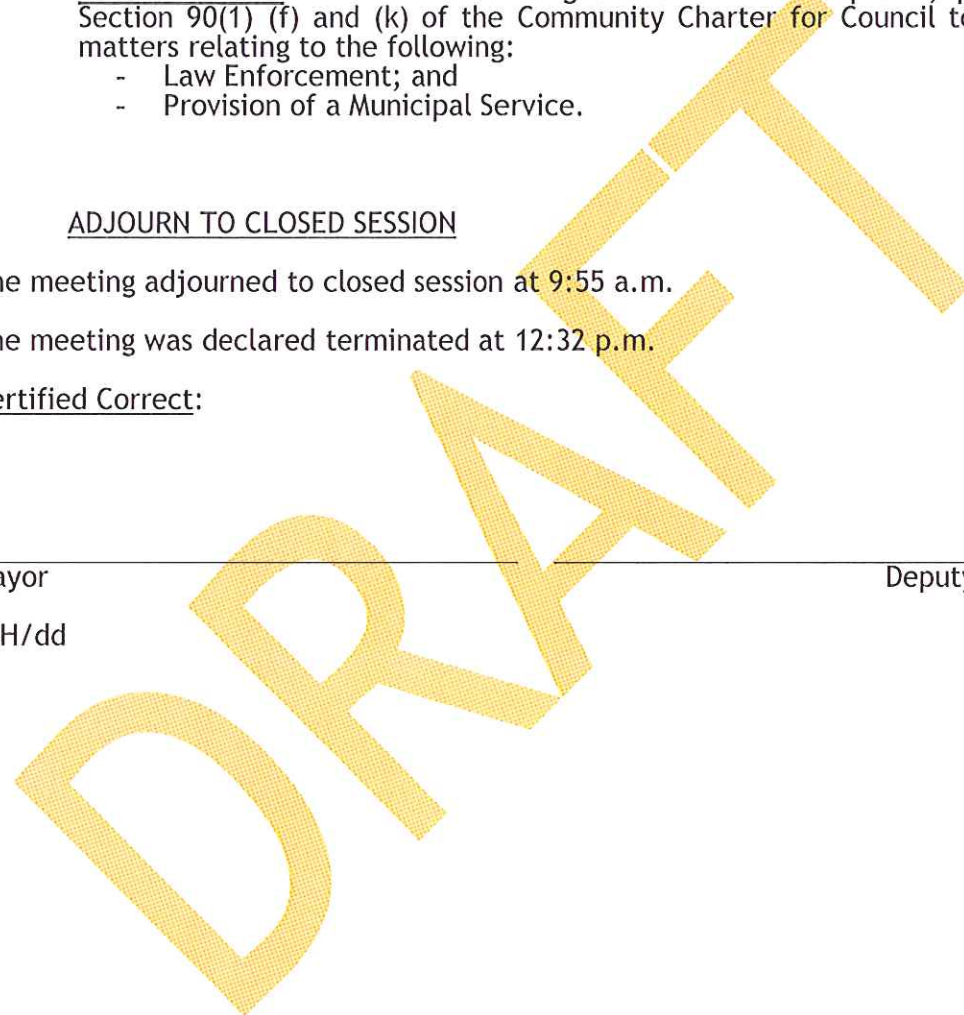 Section 90(1) (f) and (k) of the Community Charter for Council to
matters relating to the following:
- Law Enforcement; and
- Provision of a Municipal Service.
ADJOURN TO CLOSED SESSION
he meeting adjourned to closed session at 9:55 a.m.
he meeting was declared terminated at 12:32 p.m.
ertified Correct:
ayor Deputy
H/dd
DRAFT